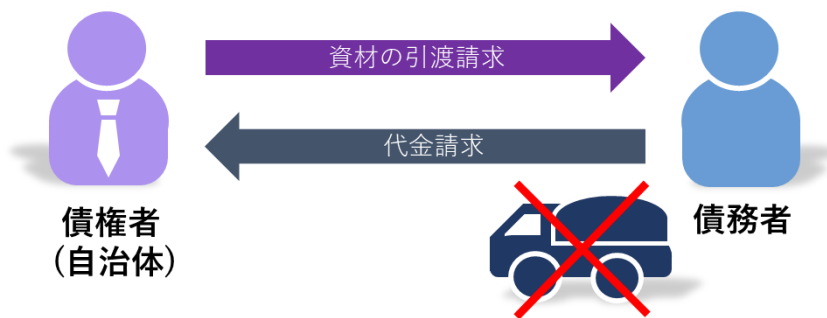 資材の引渡請求
代金請求
債権者
(自治体)
債務者